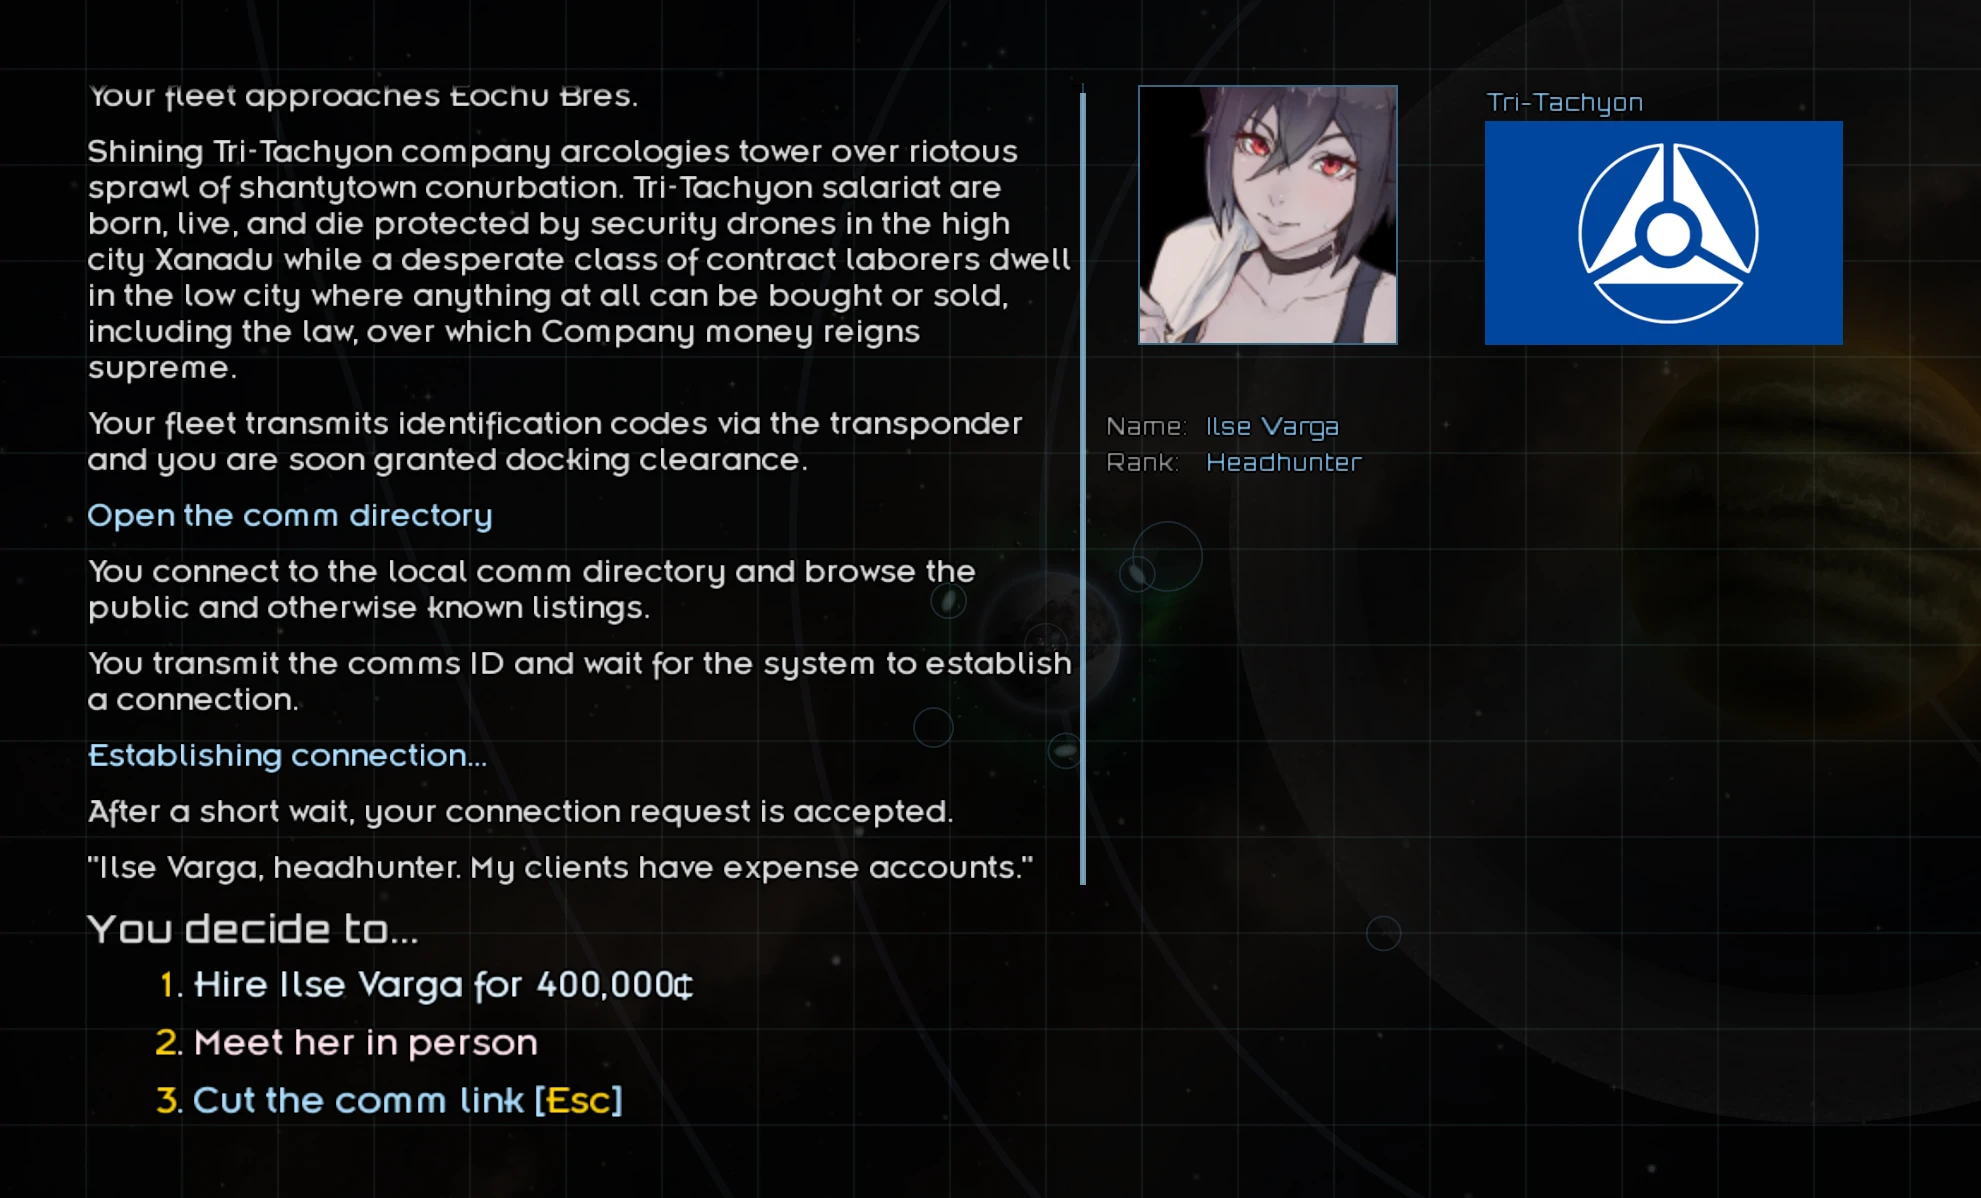 Your fleet approaches Eochu Bres.
Shining Tri-Tachyon company arcologies tower over riotous
sprawl of shantytown conurbation. Tri-Tachyon salariat are
born, live, and die protected by security drones in the high
city Xanadu while a desperate class of contract laborers dwell
in the low city where anything at all can be bought or sold,
including the law, over which Company money reigns
supreme.
Your fleet transmits identification codes via the transponder
and you are soon granted docking clearance.
Open the comm directory
You connect to the local comm directory and browse the
public and otherwise known listings.
You transmit the comms ID and wait for the system to establish
a connection.
Establishing connection...
After a short wait, your connection request is accepted.
"Ilse Varga, headhunter. My clients have expense accounts."
You decide to...
1. Hire Ilse Varga for 400,000₵
2. Meet her in person
3. Cut the comm link [Esc]
Tri-Tachyon
Name: Ilse Varga
Rank: Headhunter